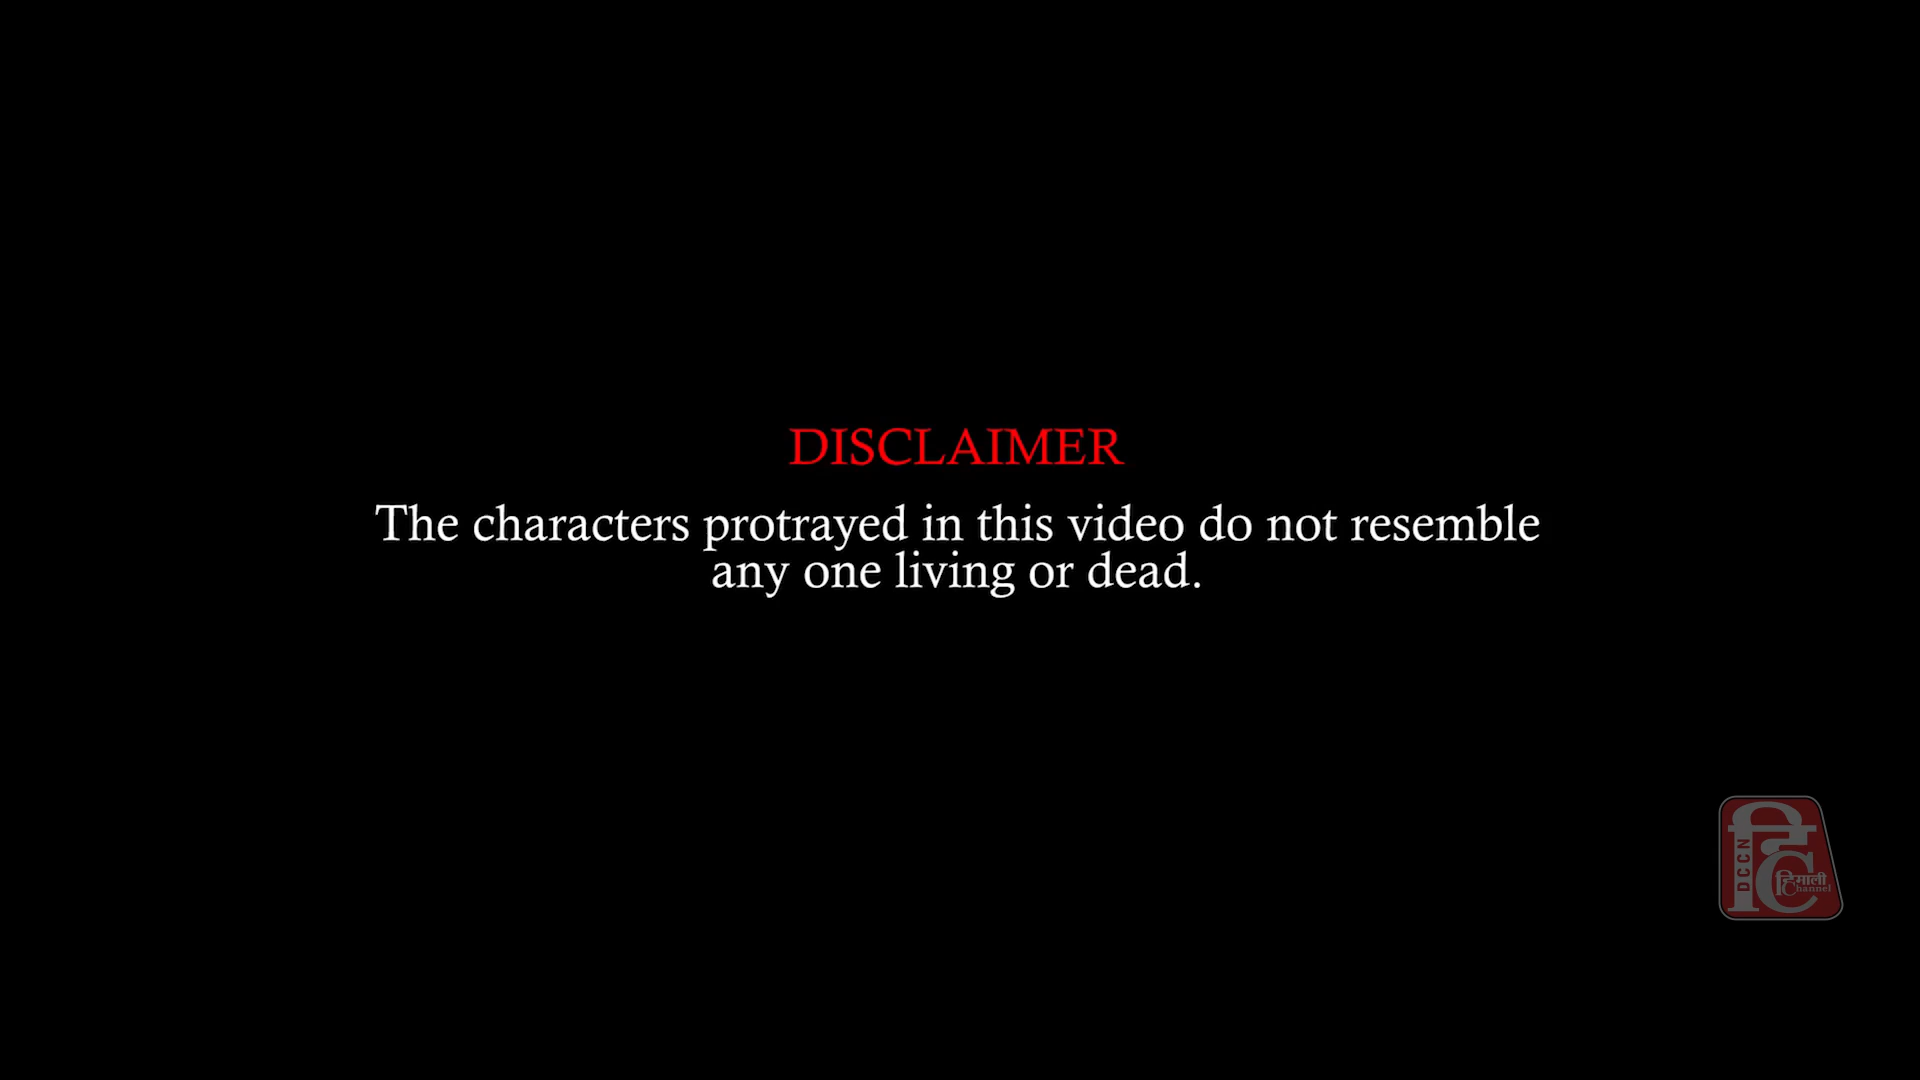 DISCLAIMER
The characters protrayed in this video do not resemble
any one living or dead.
DCCN
हिमाली
Channel